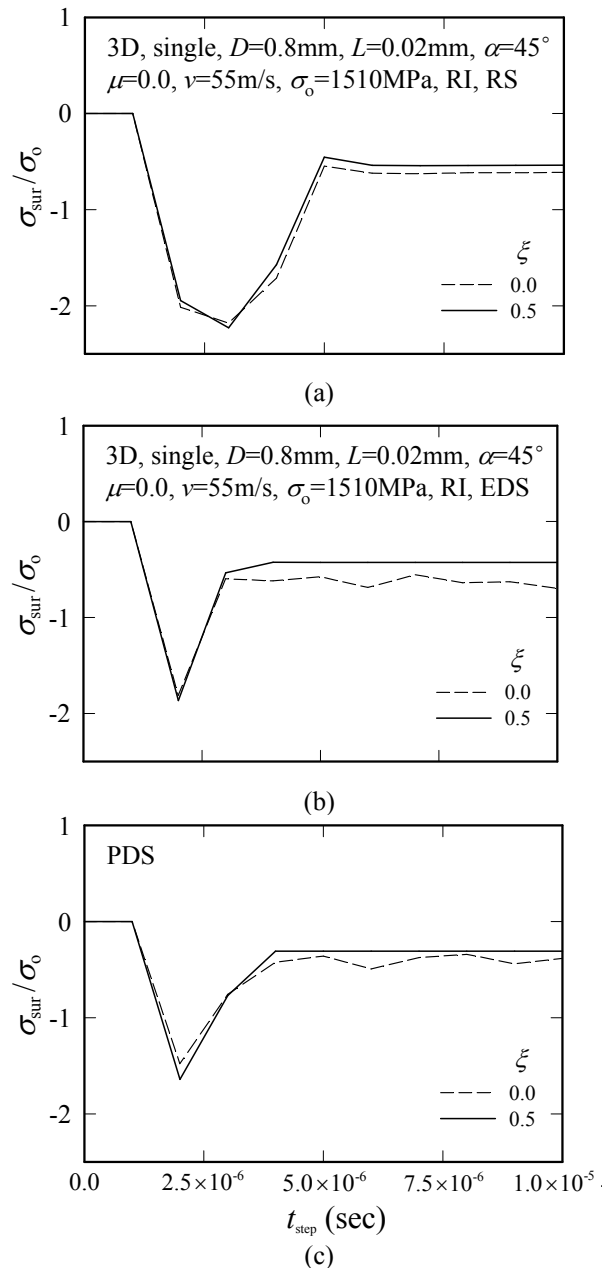 1
3D, single, D=0.8mm, L=0.02mm, α=45°
μ=0.0, v=55m/s, σo=1510MPa, RI, RS
0
σsur/σo
-1
ξ
0.0
-2
0.5
(a)
1
3D, single, D=0.8mm, L=0.02mm, α=45°
μ=0.0, v=55m/s, σo=1510MPa, RI, EDS
0
σsur/σo
-1
ξ
0.0
-2
0.5
(b)
1
PDS
0
σsur/σo
-1
ξ
0.0
-2
0.5
0.0 2.5×10-6 5.0×10-6 7.5×10-6 1.0×10-5
tstep (sec)
(c)